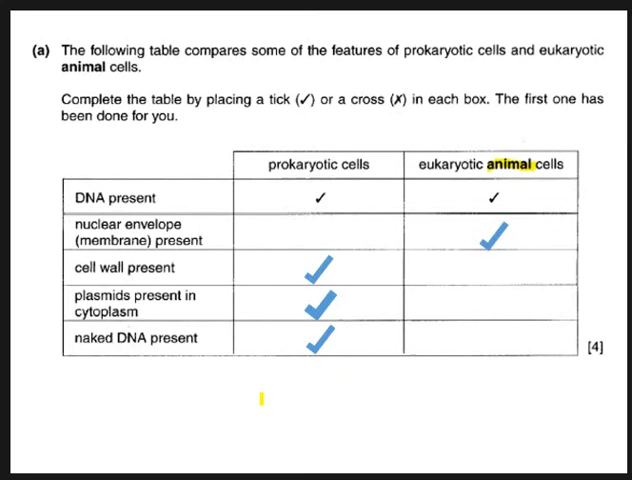 (a) The following table compares some of the features of prokaryotic cells and eukaryotic
animal cells.
Complete the table by placing a tick (✓) or a cross (✗) in each box. The first one has
been done for you.
prokaryotic cells eukaryotic animal cells
DNA present ✓ ✓
nuclear envelope
(membrane) present ✓
cell wall present ✓
plasmids present in
cytoplasm ✓
naked DNA present ✓
[4]